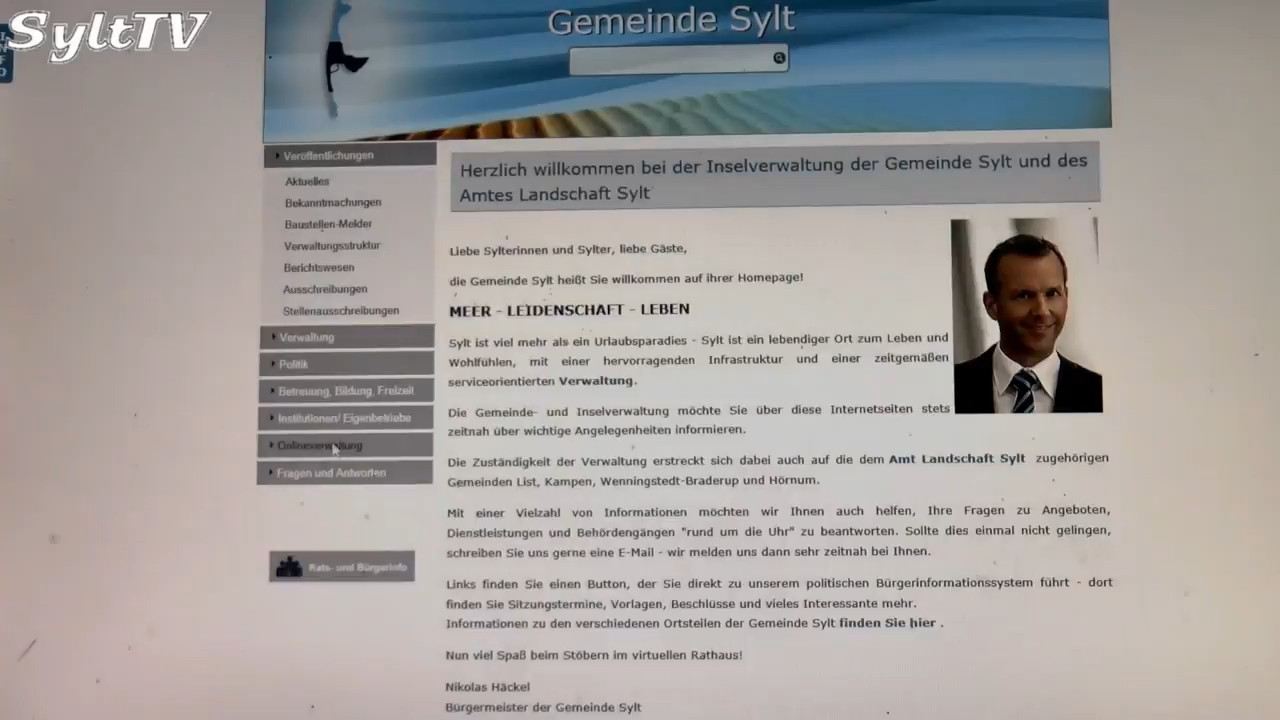 SyltTV
Gemeinde Sylt
Veröffentlichungen
Aktuelles
Bekanntmachungen
Baustellen-Melder
Verwaltungsstruktur
Berichtswesen
Ausschreibungen
Stellenausschreibungen
Verwaltung
Politik
Betreuung, Bildung, Freizeit
Institutionen/ Eigenbetriebe
Onlineverwaltung
Fragen und Antworten
Rats- und Bürgerinfo
Herzlich willkommen bei der Inselverwaltung der Gemeinde Sylt und des
Amtes Landschaft Sylt
Liebe Sylterinnen und Sylter, liebe Gäste,
die Gemeinde Sylt heißt Sie willkommen auf ihrer Homepage!
MEER - LEIDENSCHAFT - LEBEN
Sylt ist viel mehr als ein Urlaubsparadies - Sylt ist ein lebendiger Ort zum Leben und
Wohlfühlen, mit einer hervorragenden Infrastruktur und einer zeitgemäßen
serviceorientierten Verwaltung.
Die Gemeinde- und Inselverwaltung möchte Sie über diese Internetseiten stets
zeitnah über wichtige Angelegenheiten informieren.
Die Zuständigkeit der Verwaltung erstreckt sich dabei auch auf die dem Amt Landschaft Sylt zugehörigen
Gemeinden List, Kampen, Wenningstedt-Braderup und Hörnum.
Mit einer Vielzahl von Informationen möchten wir Ihnen auch helfen, Ihre Fragen zu Angeboten,
Dienstleistungen und Behördengängen "rund um die Uhr" zu beantworten. Sollte dies einmal nicht gelingen,
schreiben Sie uns gerne eine E-Mail - wir melden uns dann sehr zeitnah bei Ihnen.
Links finden Sie einen Button, der Sie direkt zu unserem politischen Bürgerinformationssystem führt - dort
finden Sie Sitzungstermine, Vorlagen, Beschlüsse und vieles Interessante mehr.
Informationen zu den verschiedenen Ortsteilen der Gemeinde Sylt finden Sie hier .
Nun viel Spaß beim Stöbern im virtuellen Rathaus!
Nikolas Häckel
Bürgermeister der Gemeinde Sylt